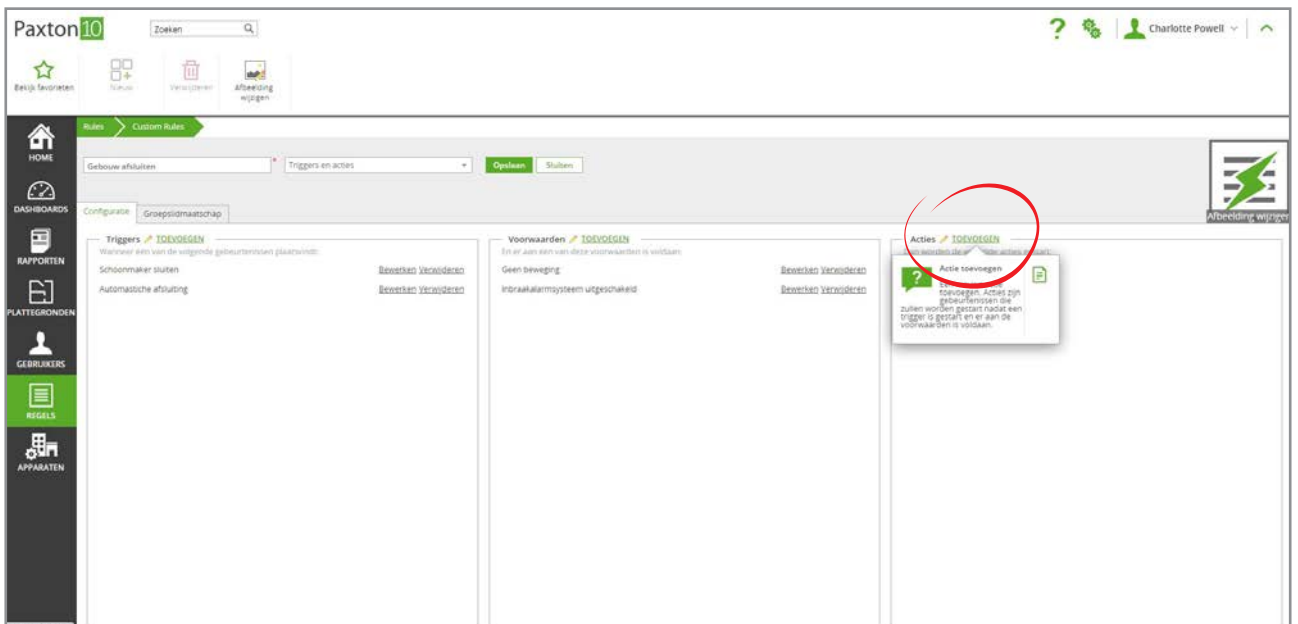 Paxton10
Zoeken
Charlotte Powell
Bekijk favorieten
Nieuw
Verwijderen
Afbeelding
wijzigen
Rules
Custom Rules
HOME
DASHBOARDS
RAPPORTEN
PLATTEGRONDEN
GEBRUIKERS
REGELS
APPARATEN
Gebouw afsluiten *
Triggers en acties
Opslaan
Sluiten
Afbeelding wijziger
Configuratie
Groepslidmaatschap
Triggers TOEVOEGEN
Wanneer een van de volgende gebeurtenissen plaatsvindt:
Schoonmaker sluiten Bewerken Verwijderen
Automatische afsluiting Bewerken Verwijderen
Voorwaarden TOEVOEGEN
En er aan een van deze voorwaarden is voldaan:
Geen beweging Bewerken Verwijderen
Inbraakalarmsysteem uitgeschakeld Bewerken Verwijderen
Acties TOEVOEGEN
worden de acties
Actie toevoegen
toevoegen. Acties zijn
gebeurtenissen die
zullen worden gestart nadat een
trigger is gestart en er aan de
voorwaarden is voldaan.